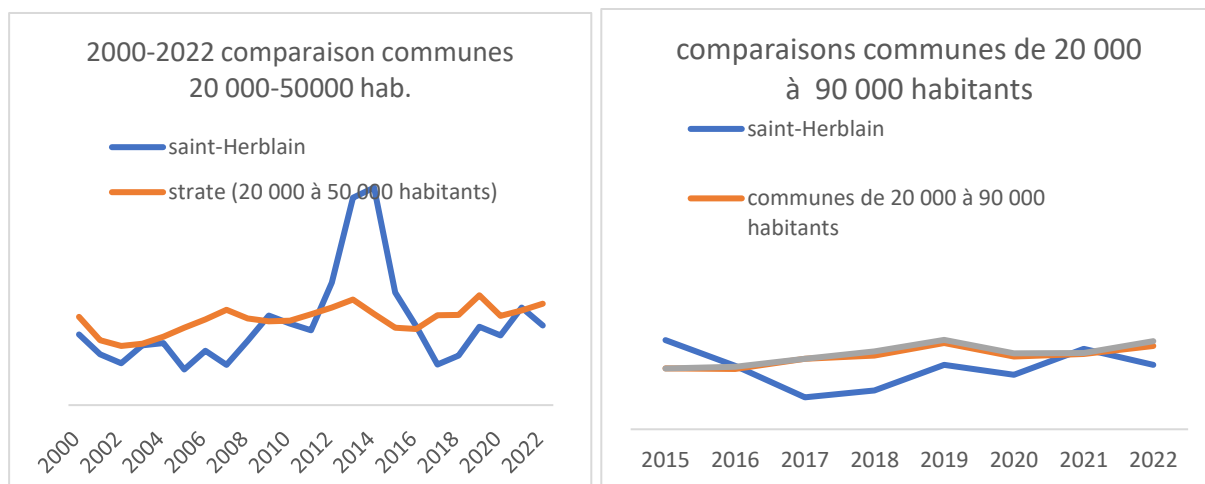 2000-2022 comparaison communes
20 000-50000 hab.
saint-Herblain
strate (20 000 à 50 000 habitants)
2000
2002
2004
2006
2008
2010
2012
2014
2016
2018
2020
2022
comparaisons communes de 20 000
à 90 000 habitants
saint-Herblain
communes de 20 000 à 90 000
habitants
2015 2016 2017 2018 2019 2020 2021 2022